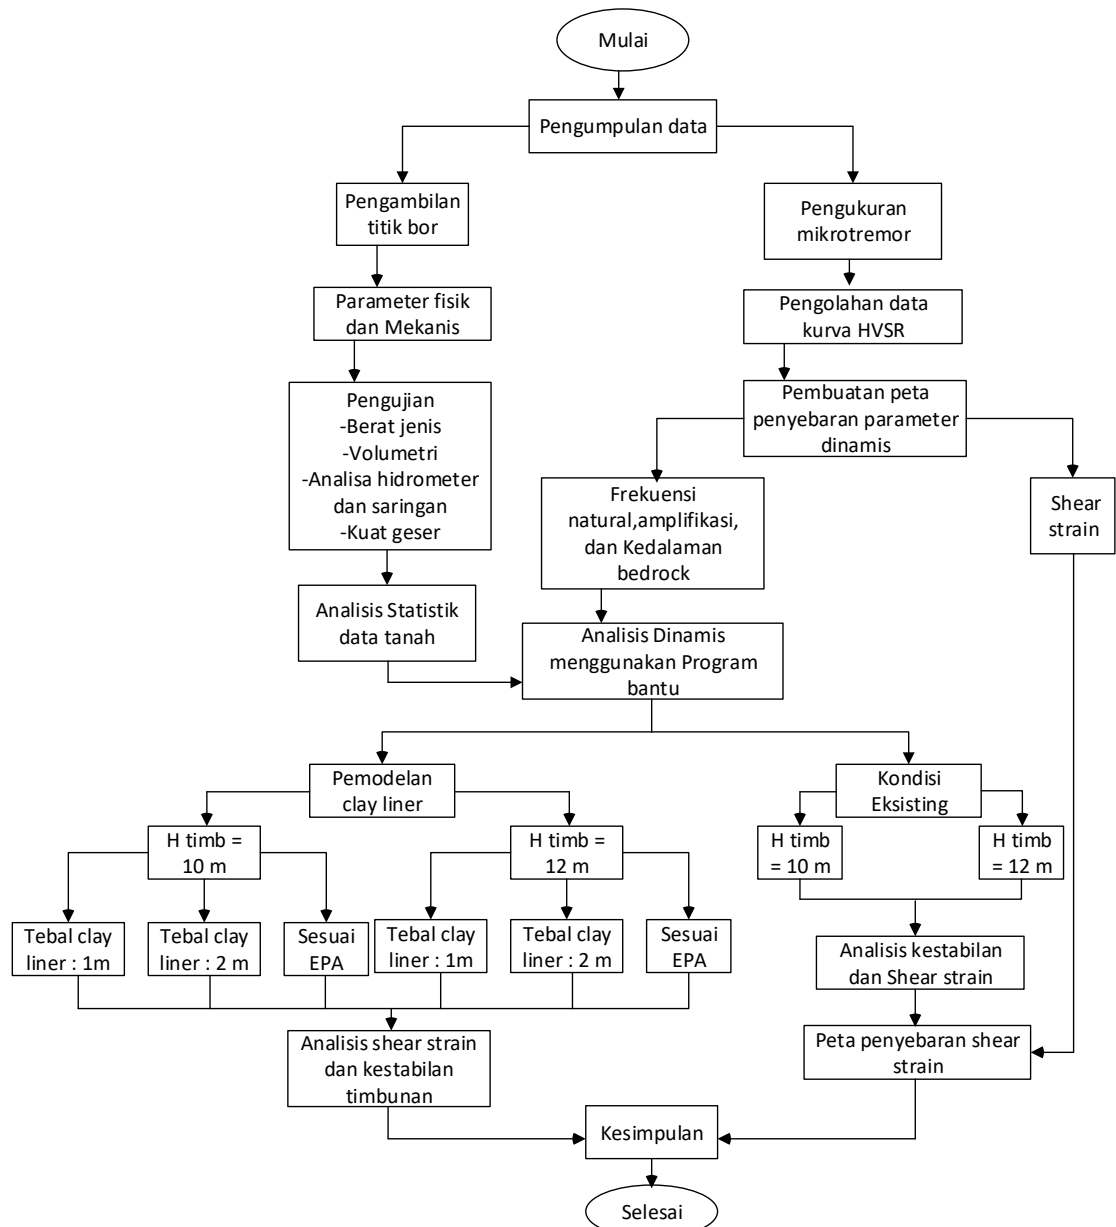 Mulai
Pengumpulan data
Pengambilan
titik bor
Pengukuran
mikrotremor
Parameter fisik
dan Mekanis
Pengolahan data
kurva HVSR
Pengujian
-Berat jenis
-Volumetri
-Analisa hidrometer
dan saringan
-Kuat geser
Pembuatan peta
penyebaran parameter
dinamis
Frekuensi
natural,amplifikasi,
dan Kedalaman
bedrock
Shear
strain
Analisis Statistik
data tanah
Analisis Dinamis
menggunakan Program
bantu
Pemodelan
clay liner
Kondisi
Eksisting
H timb =
10 m
H timb =
12 m
H timb
= 10 m
H timb
= 12 m
Tebal clay
liner : 1m
Tebal clay
liner : 2 m
Sesuai
EPA
Tebal clay
liner : 1m
Tebal clay
liner : 2 m
Sesuai
EPA
Analisis kestabilan
dan Shear strain
Analisis shear strain
dan kestabilan
timbunan
Peta penyebaran shear
strain
Kesimpulan
Selesai